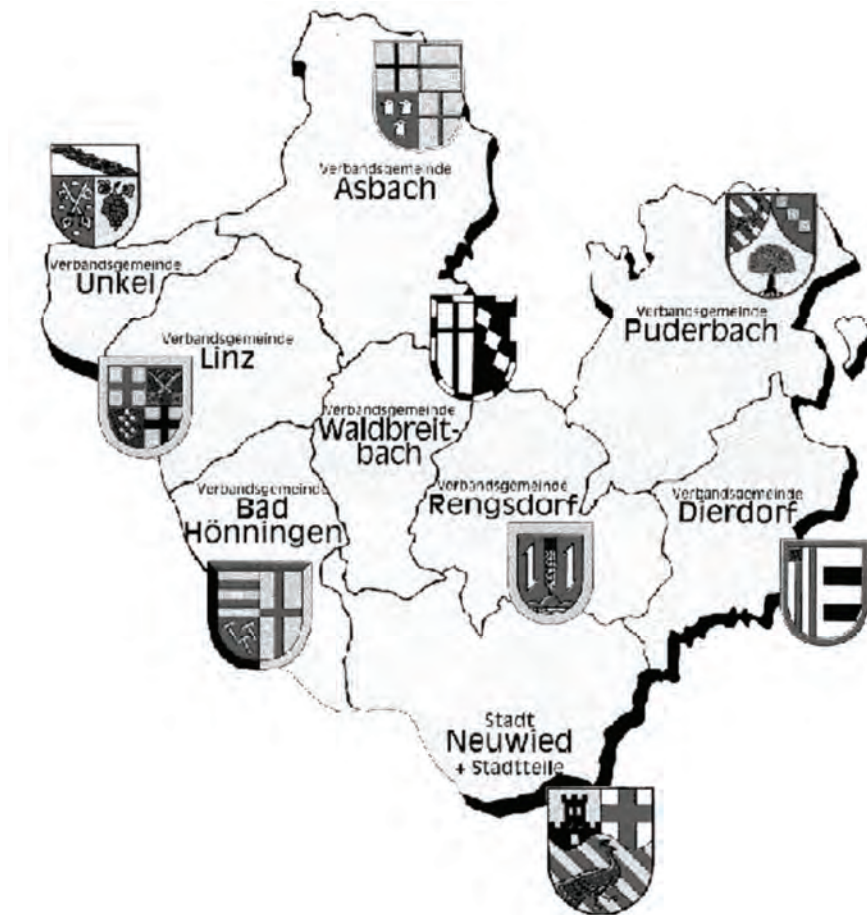 Verbandsgemeinde
Asbach
Verbandsgemeinde
Unkel
Verbandsgemeinde
Linz
Verbandsgemeinde
Puderbach
Verbandsgemeinde
Waldbreit-
bach
Verbandsgemeinde
Rengsdorf
Verbandsgemeinde
Dierdorf
Verbandsgemeinde
Bad
Hönningen
Stadt
Neuwied
+ Stadtteile